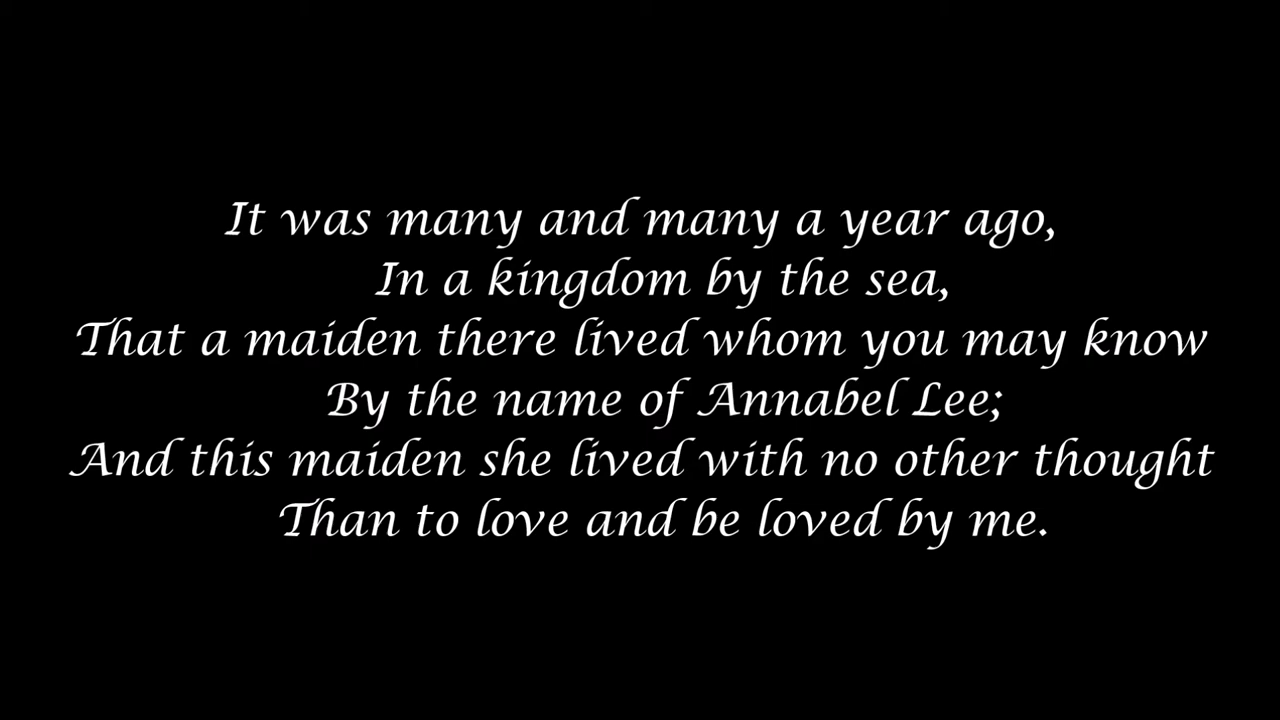 It was many and many a year ago,
In a kingdom by the sea,
That a maiden there lived whom you may know
By the name of Annabel Lee;
And this maiden she lived with no other thought
Than to love and be loved by me.